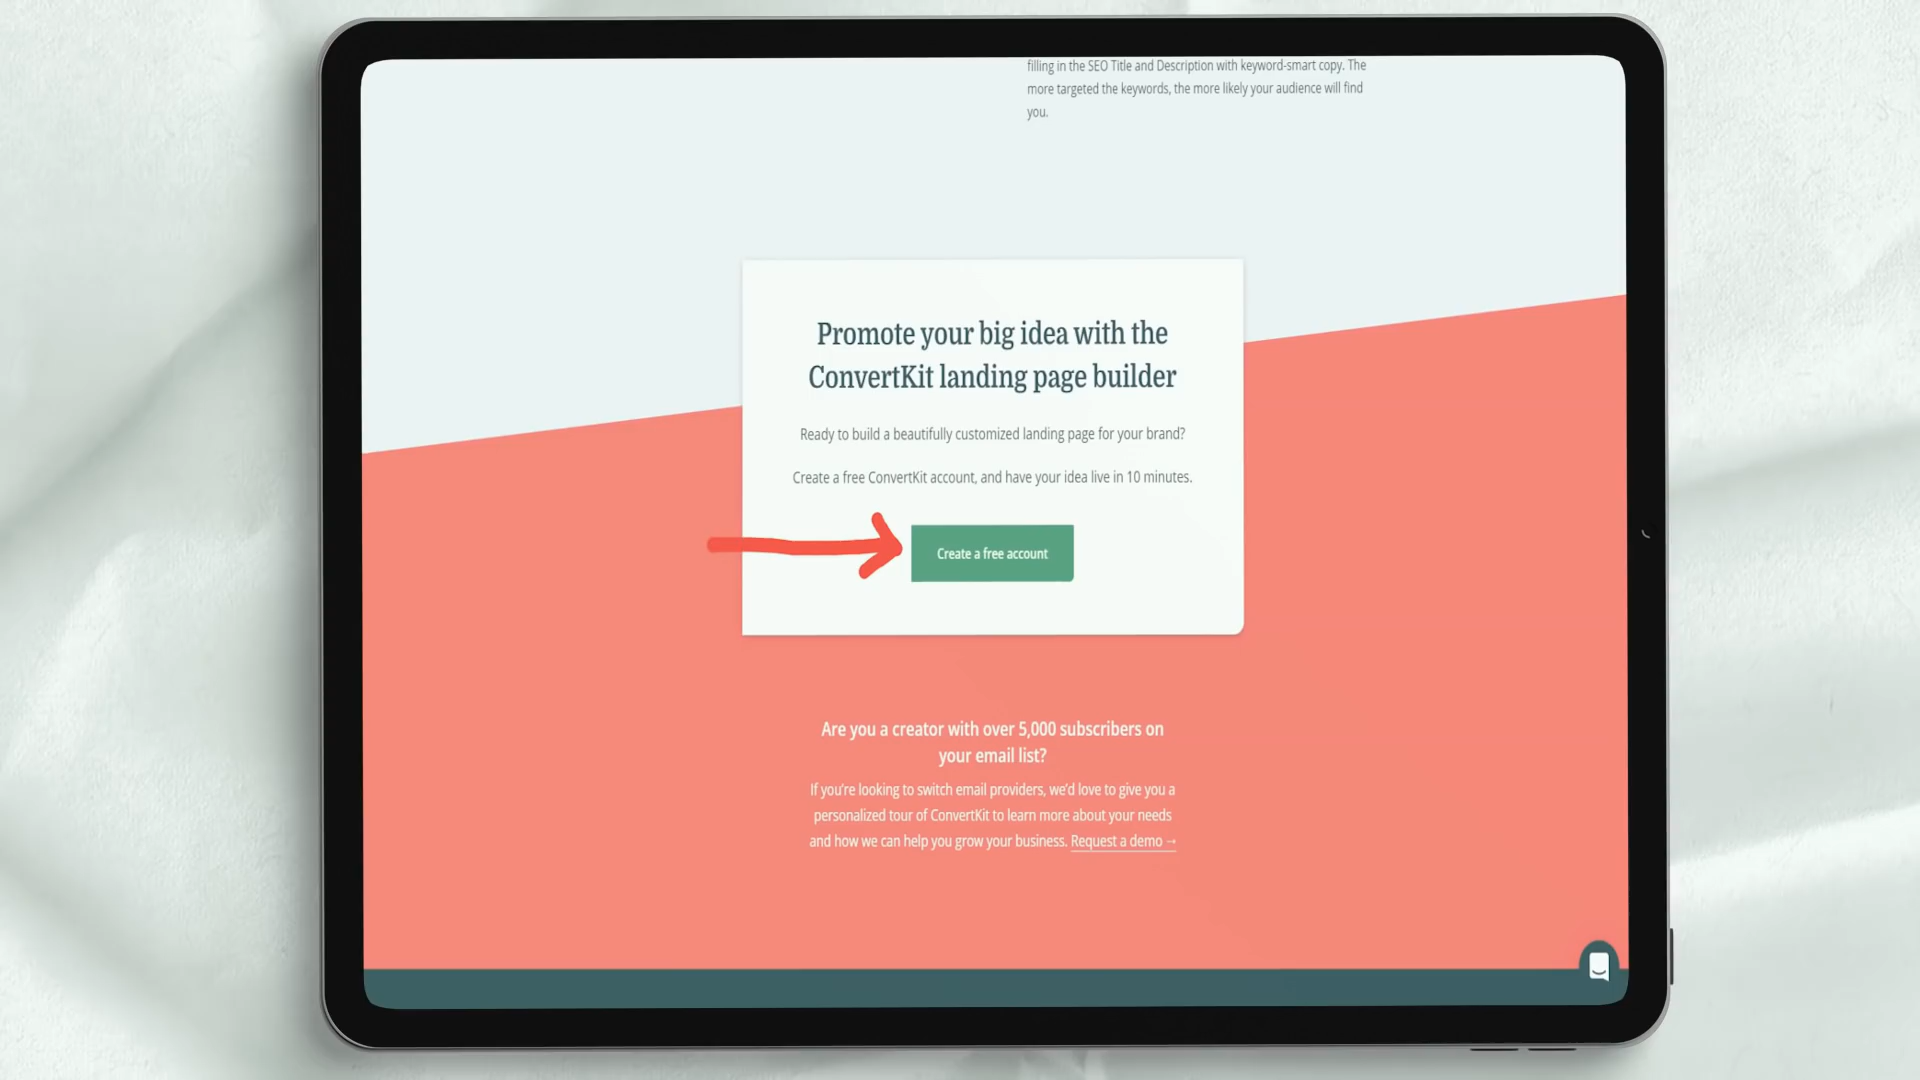 filling in the SEO Title and Description with keyword-smart copy. The
more targeted the keywords, the more likely your audience will find
you.
Promote your big idea with the
ConvertKit landing page builder
Ready to build a beautifully customized landing page for your brand?
Create a free ConvertKit account, and have your idea live in 10 minutes.
Create a free account
Are you a creator with over 5,000 subscribers on
your email list?
If you're looking to switch email providers, we'd love to give you a
personalized tour of ConvertKit to learn more about your needs
and how we can help you grow your business. Request a demo →